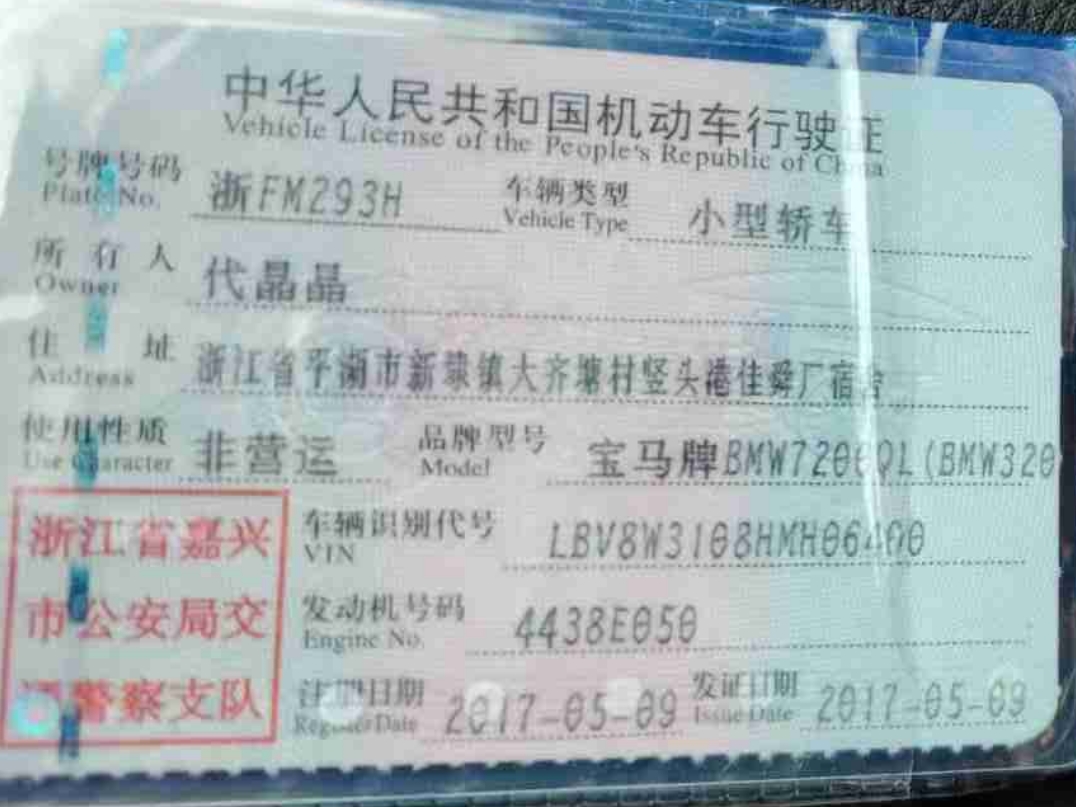 中华人民共和国机动车行驶证
Vehicle License of the People's Republic of China
号牌号码 浙FM293H 车辆类型 小型轿车
Plate No. Vehicle Type
所有人 代晶晶
Owner
住址 浙江省平湖市新埭镇大齐塘村竖头港佳舜厂宿舍
Address
使用性质 非营运 品牌型号 宝马牌BMW7200QL(BMW320
Use Character Model
浙江省嘉兴
市公安局交
通警察支队
车辆识别代号 LBV8W3108HMH06400
VIN
发动机号码 4438E050
Engine No.
注册日期 2017-05-09 发证日期 2017-05-09
Register Date Issue Date